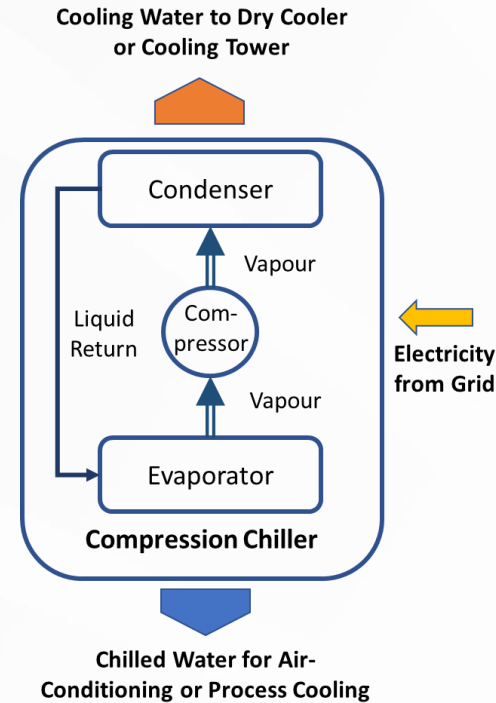 Cooling Water to Dry Cooler
or Cooling Tower
Condenser
Vapour
Liquid
Return
Com-
pressor
Electricity
from Grid
Vapour
Evaporator
Compression Chiller
Chilled Water for Air-
Conditioning or Process Cooling